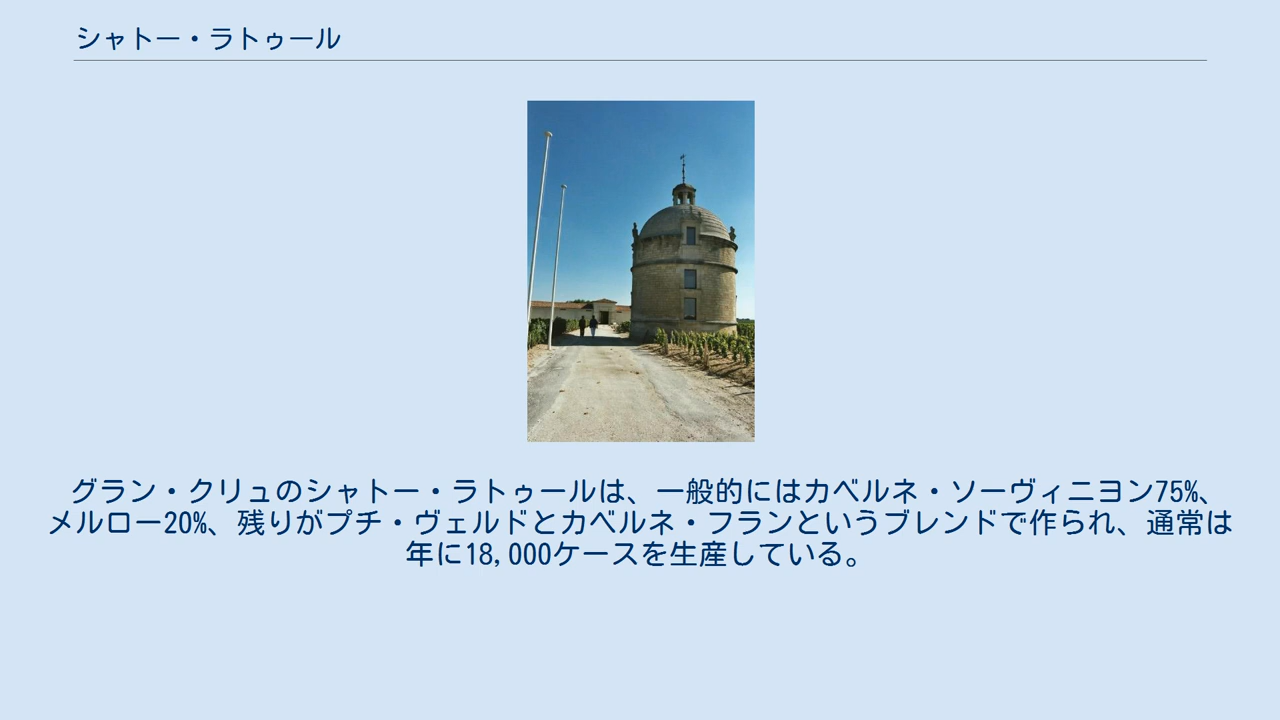 シャトー・ラトゥール
グラン・クリュのシャトー・ラトゥールは、一般的にはカベルネ・ソーヴィニヨン75%、
メルロー20%、残りがプチ・ヴェルドとカベルネ・フランというブレンドで作られ、通常は
年に18,000ケースを生産している。